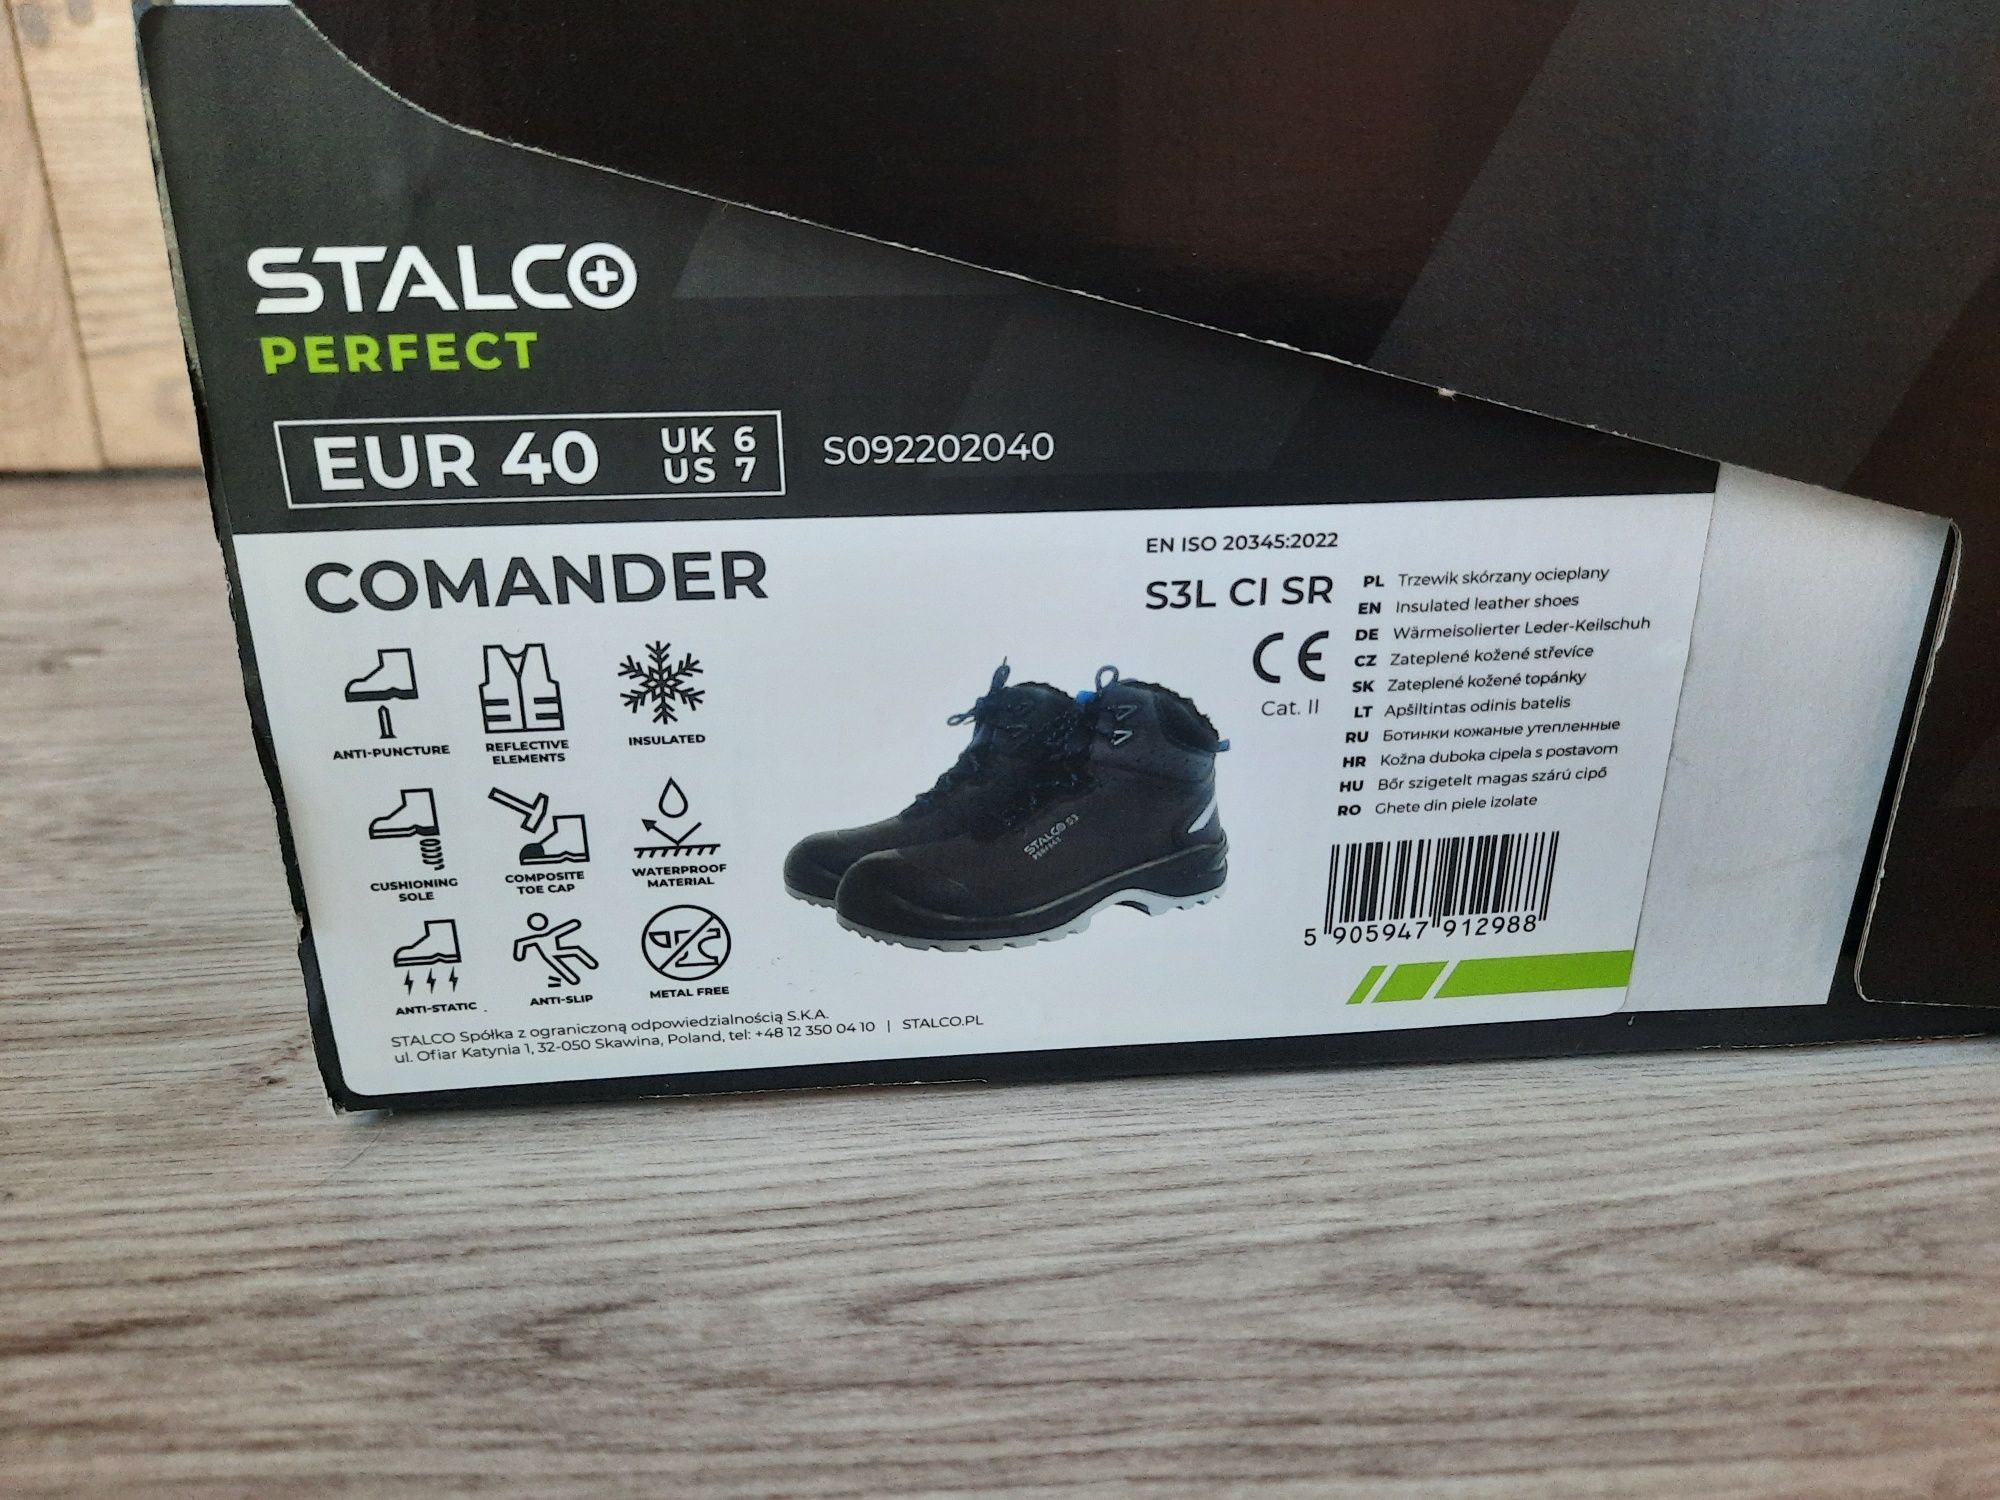 STALCO
PERFECT
EUR 40
UK 6
US 7
S092202040
COMANDER
ANTI-PUNCTURE
REFLECTIVE
ELEMENTS
INSULATED
CUSHIONING
SOLE
COMPOSITE
TOE CAP
WATERPROOF
MATERIAL
ANTI-STATIC
ANTI-SLIP
METAL FREE
STALCO S3
PERFECT
EN ISO 20345:2022
S3L CI SR
CE
Cat. II
PL Trzewik skórzany ocieplany
EN Insulated leather shoes
DE Wärmeisolierter Leder-Keilschuh
CZ Zateplené kožené střevíce
SK Zateplené kožené topánky
LT Apšiltintas odinis batelis
RU Ботинки кожаные утепленные
HR Kožna duboka cipela s postavom
HU Bőr szigetelt magas szárú cipő
RO Ghete din piele izolate
5 905947 912988
STALCO Spółka z ograniczoną odpowiedzialnością S.K.A.
ul. Ofiar Katynia 1, 32-050 Skawina, Poland, tel: +48 12 350 04 10 | STALCO.PL